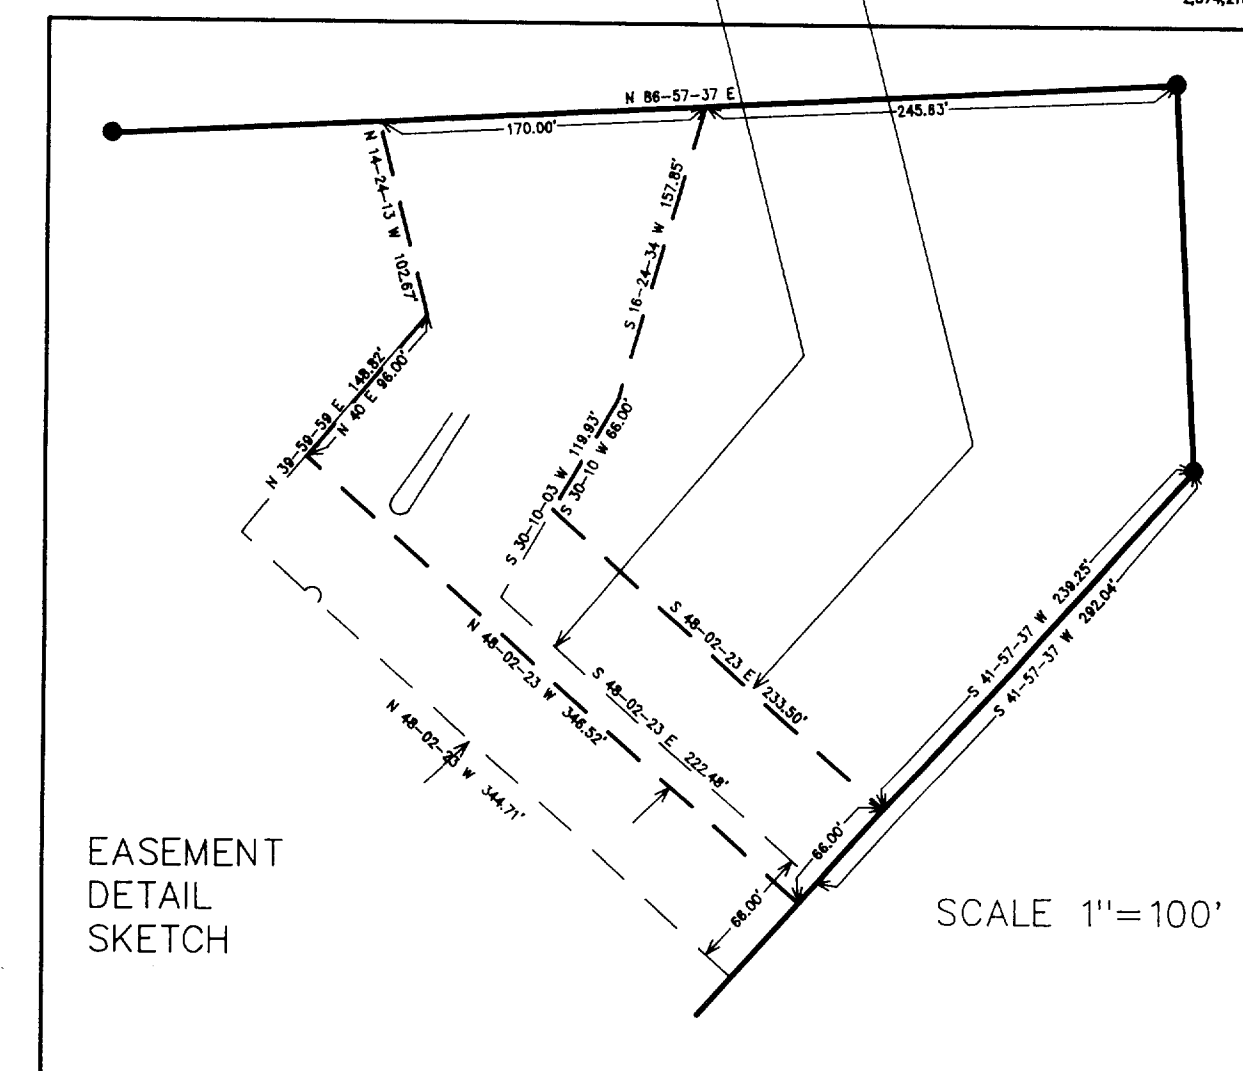 N 86-57-37 E
170.00'
245.83'
N 14-24-13 W 102.67'
S 16-24-34 W 157.85'
N 39-59-59 E 148.82'
N 40 E 96.00'
S 30-10-03 W 119.93'
S 30-10 W 66.00'
S 48-02-23 E 233.50'
N 48-02-23 W 346.52'
S 48-02-23 E 222.48'
N 48-02-23 W 344.71'
S 41-57-37 W 239.25'
S 41-57-37 W 292.04'
66.00'
66.00'
EASEMENT
DETAIL
SKETCH
SCALE 1"=100'